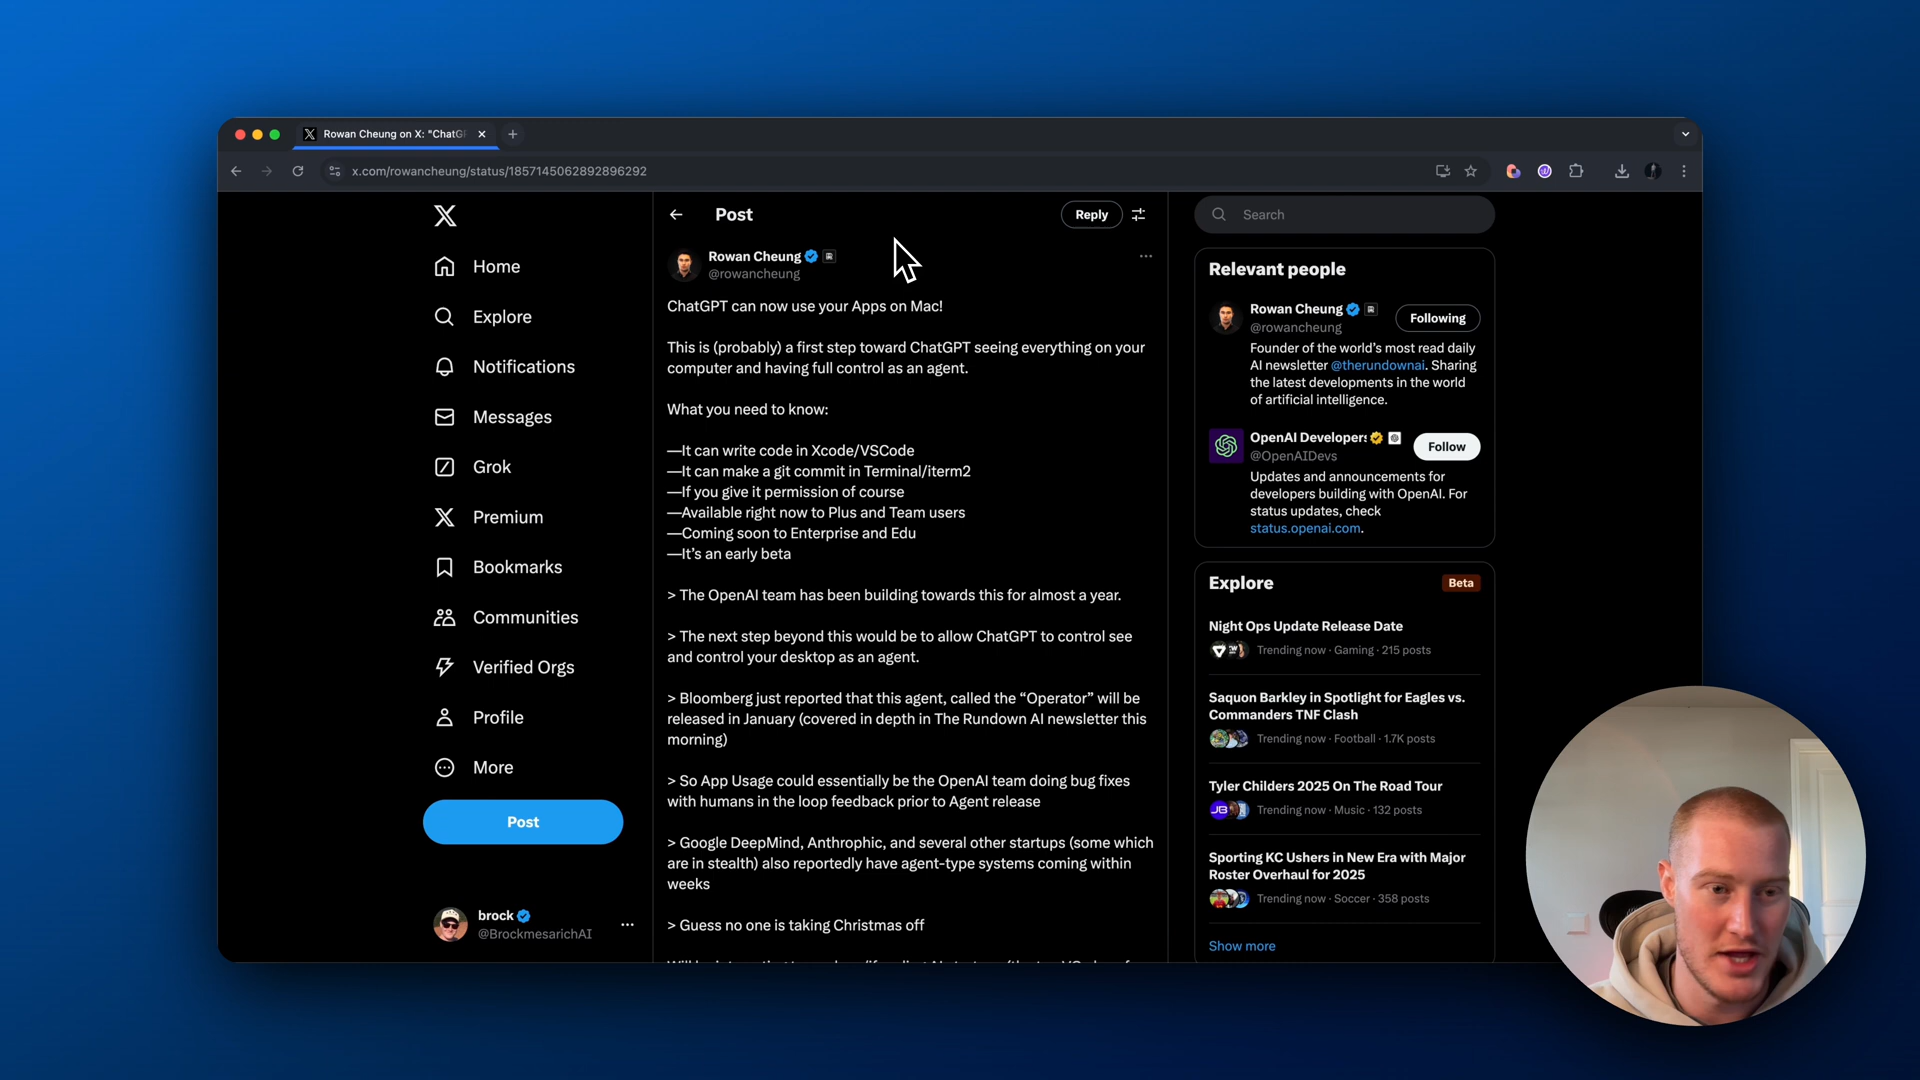 Rowan Cheung on X: "ChatG
x.com/rowancheung/status/1857145062892896292
Home
Explore
Notifications
Messages
Grok
Premium
Bookmarks
Communities
Verified Orgs
Profile
More
Post
brock
@BrockmesarichAI
Post
Reply
Rowan Cheung
@rowancheung
ChatGPT can now use your Apps on Mac!
This is (probably) a first step toward ChatGPT seeing everything on your
computer and having full control as an agent.
What you need to know:
—It can write code in Xcode/VSCode
—It can make a git commit in Terminal/iterm2
—If you give it permission of course
—Available right now to Plus and Team users
—Coming soon to Enterprise and Edu
—It's an early beta
> The OpenAI team has been building towards this for almost a year.
> The next step beyond this would be to allow ChatGPT to control see
and control your desktop as an agent.
> Bloomberg just reported that this agent, called the “Operator” will be
released in January (covered in depth in The Rundown AI newsletter this
morning)
> So App Usage could essentially be the OpenAI team doing bug fixes
with humans in the loop feedback prior to Agent release
> Google DeepMind, Anthrophic, and several other startups (some which
are in stealth) also reportedly have agent-type systems coming within
weeks
> Guess no one is taking Christmas off
Search
Relevant people
Rowan Cheung
@rowancheung
Following
Founder of the world's most read daily
AI newsletter @therundownai. Sharing
the latest developments in the world
of artificial intelligence.
OpenAI Developers
@OpenAIDevs
Follow
Updates and announcements for
developers building with OpenAI. For
status updates, check
status.openai.com.
Explore
Beta
Night Ops Update Release Date
Trending now · Gaming · 215 posts
Saquon Barkley in Spotlight for Eagles vs.
Commanders TNF Clash
Trending now · Football · 1.7K posts
Tyler Childers 2025 On The Road Tour
Trending now · Music · 132 posts
Sporting KC Ushers in New Era with Major
Roster Overhaul for 2025
Trending now · Soccer · 358 posts
Show more